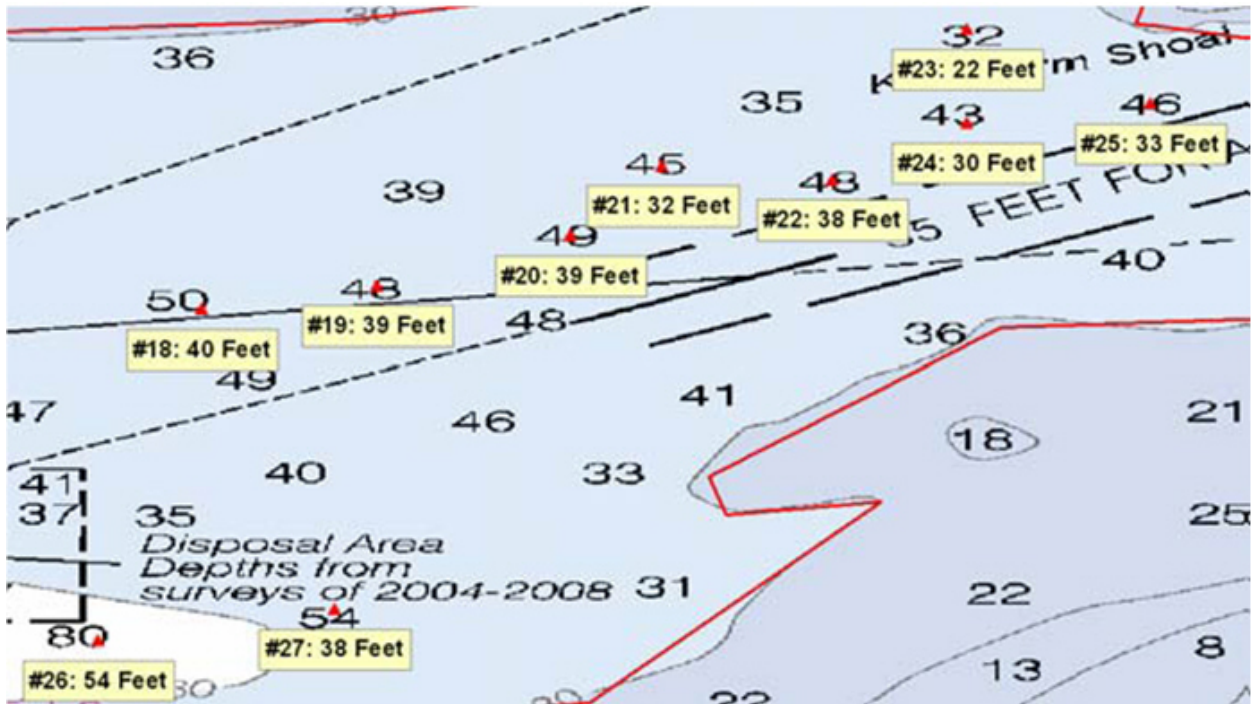 30
36
32
#23: 22 Feet
rm Shoal
35
43
46
#25: 33 Feet
#24: 30 Feet
45
39
#21: 32 Feet
48
#22: 38 Feet
FEET FOR
49
40
#20: 39 Feet
50
48
#19: 39 Feet
48
36
#18: 40 Feet
49
47
41
46
21
18
40
33
41
37
35
25
Disposal Area
Depths from
surveys of 2004-2008
31
22
54
80
#27: 38 Feet
8
13
#26: 54 Feet